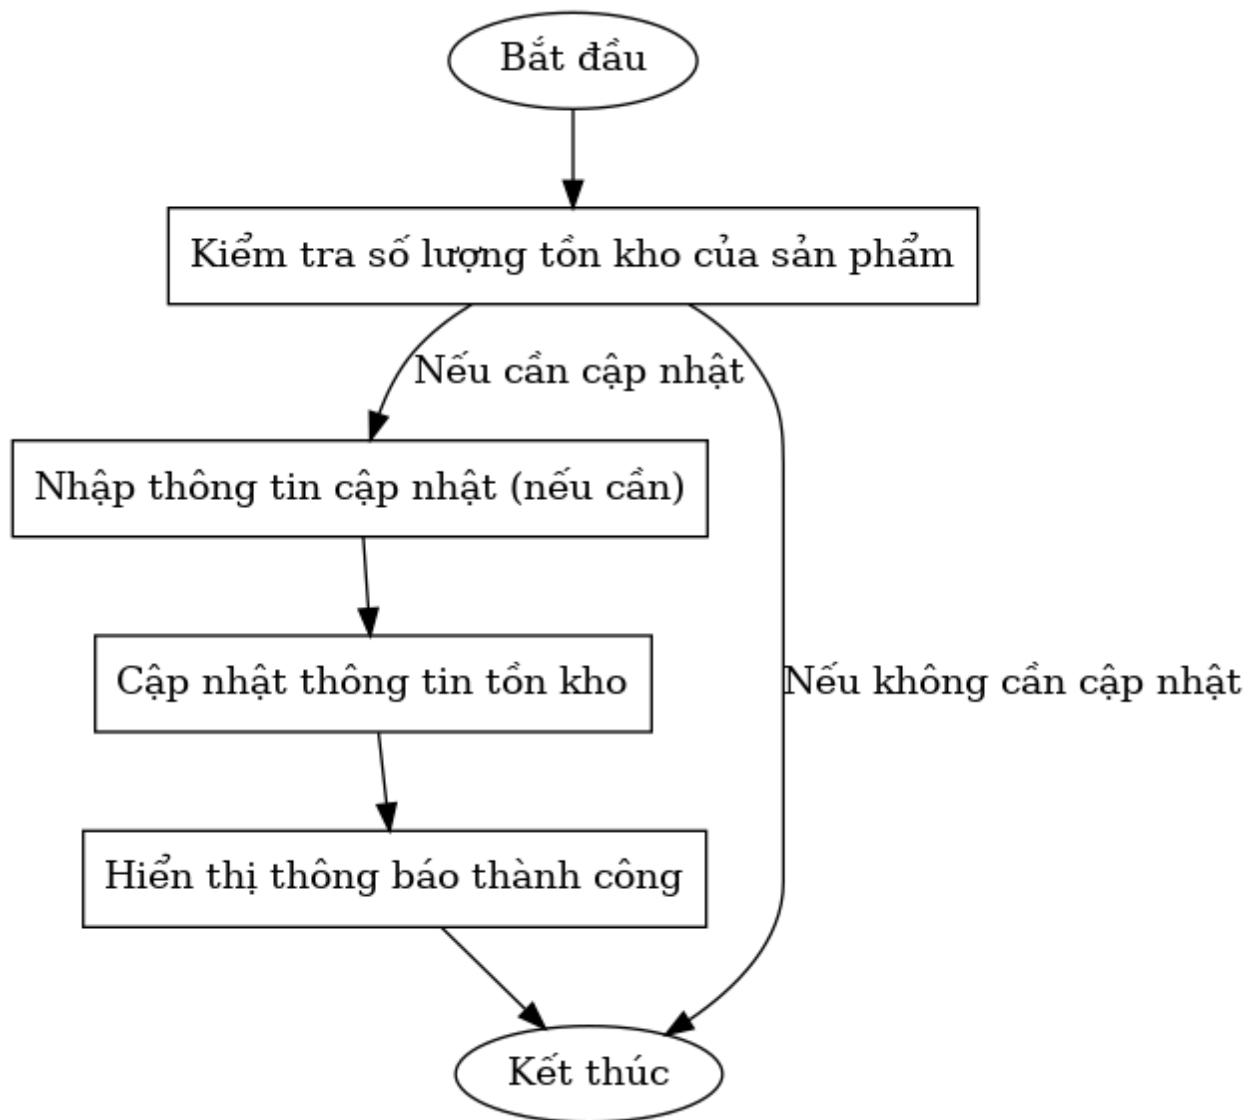 Bắt đầu
Kiểm tra số lượng tồn kho của sản phẩm
Nếu cần cập nhật
Nhập thông tin cập nhật (nếu cần)
Cập nhật thông tin tồn kho
Nếu không cần cập nhật
Hiển thị thông báo thành công
Kết thúc